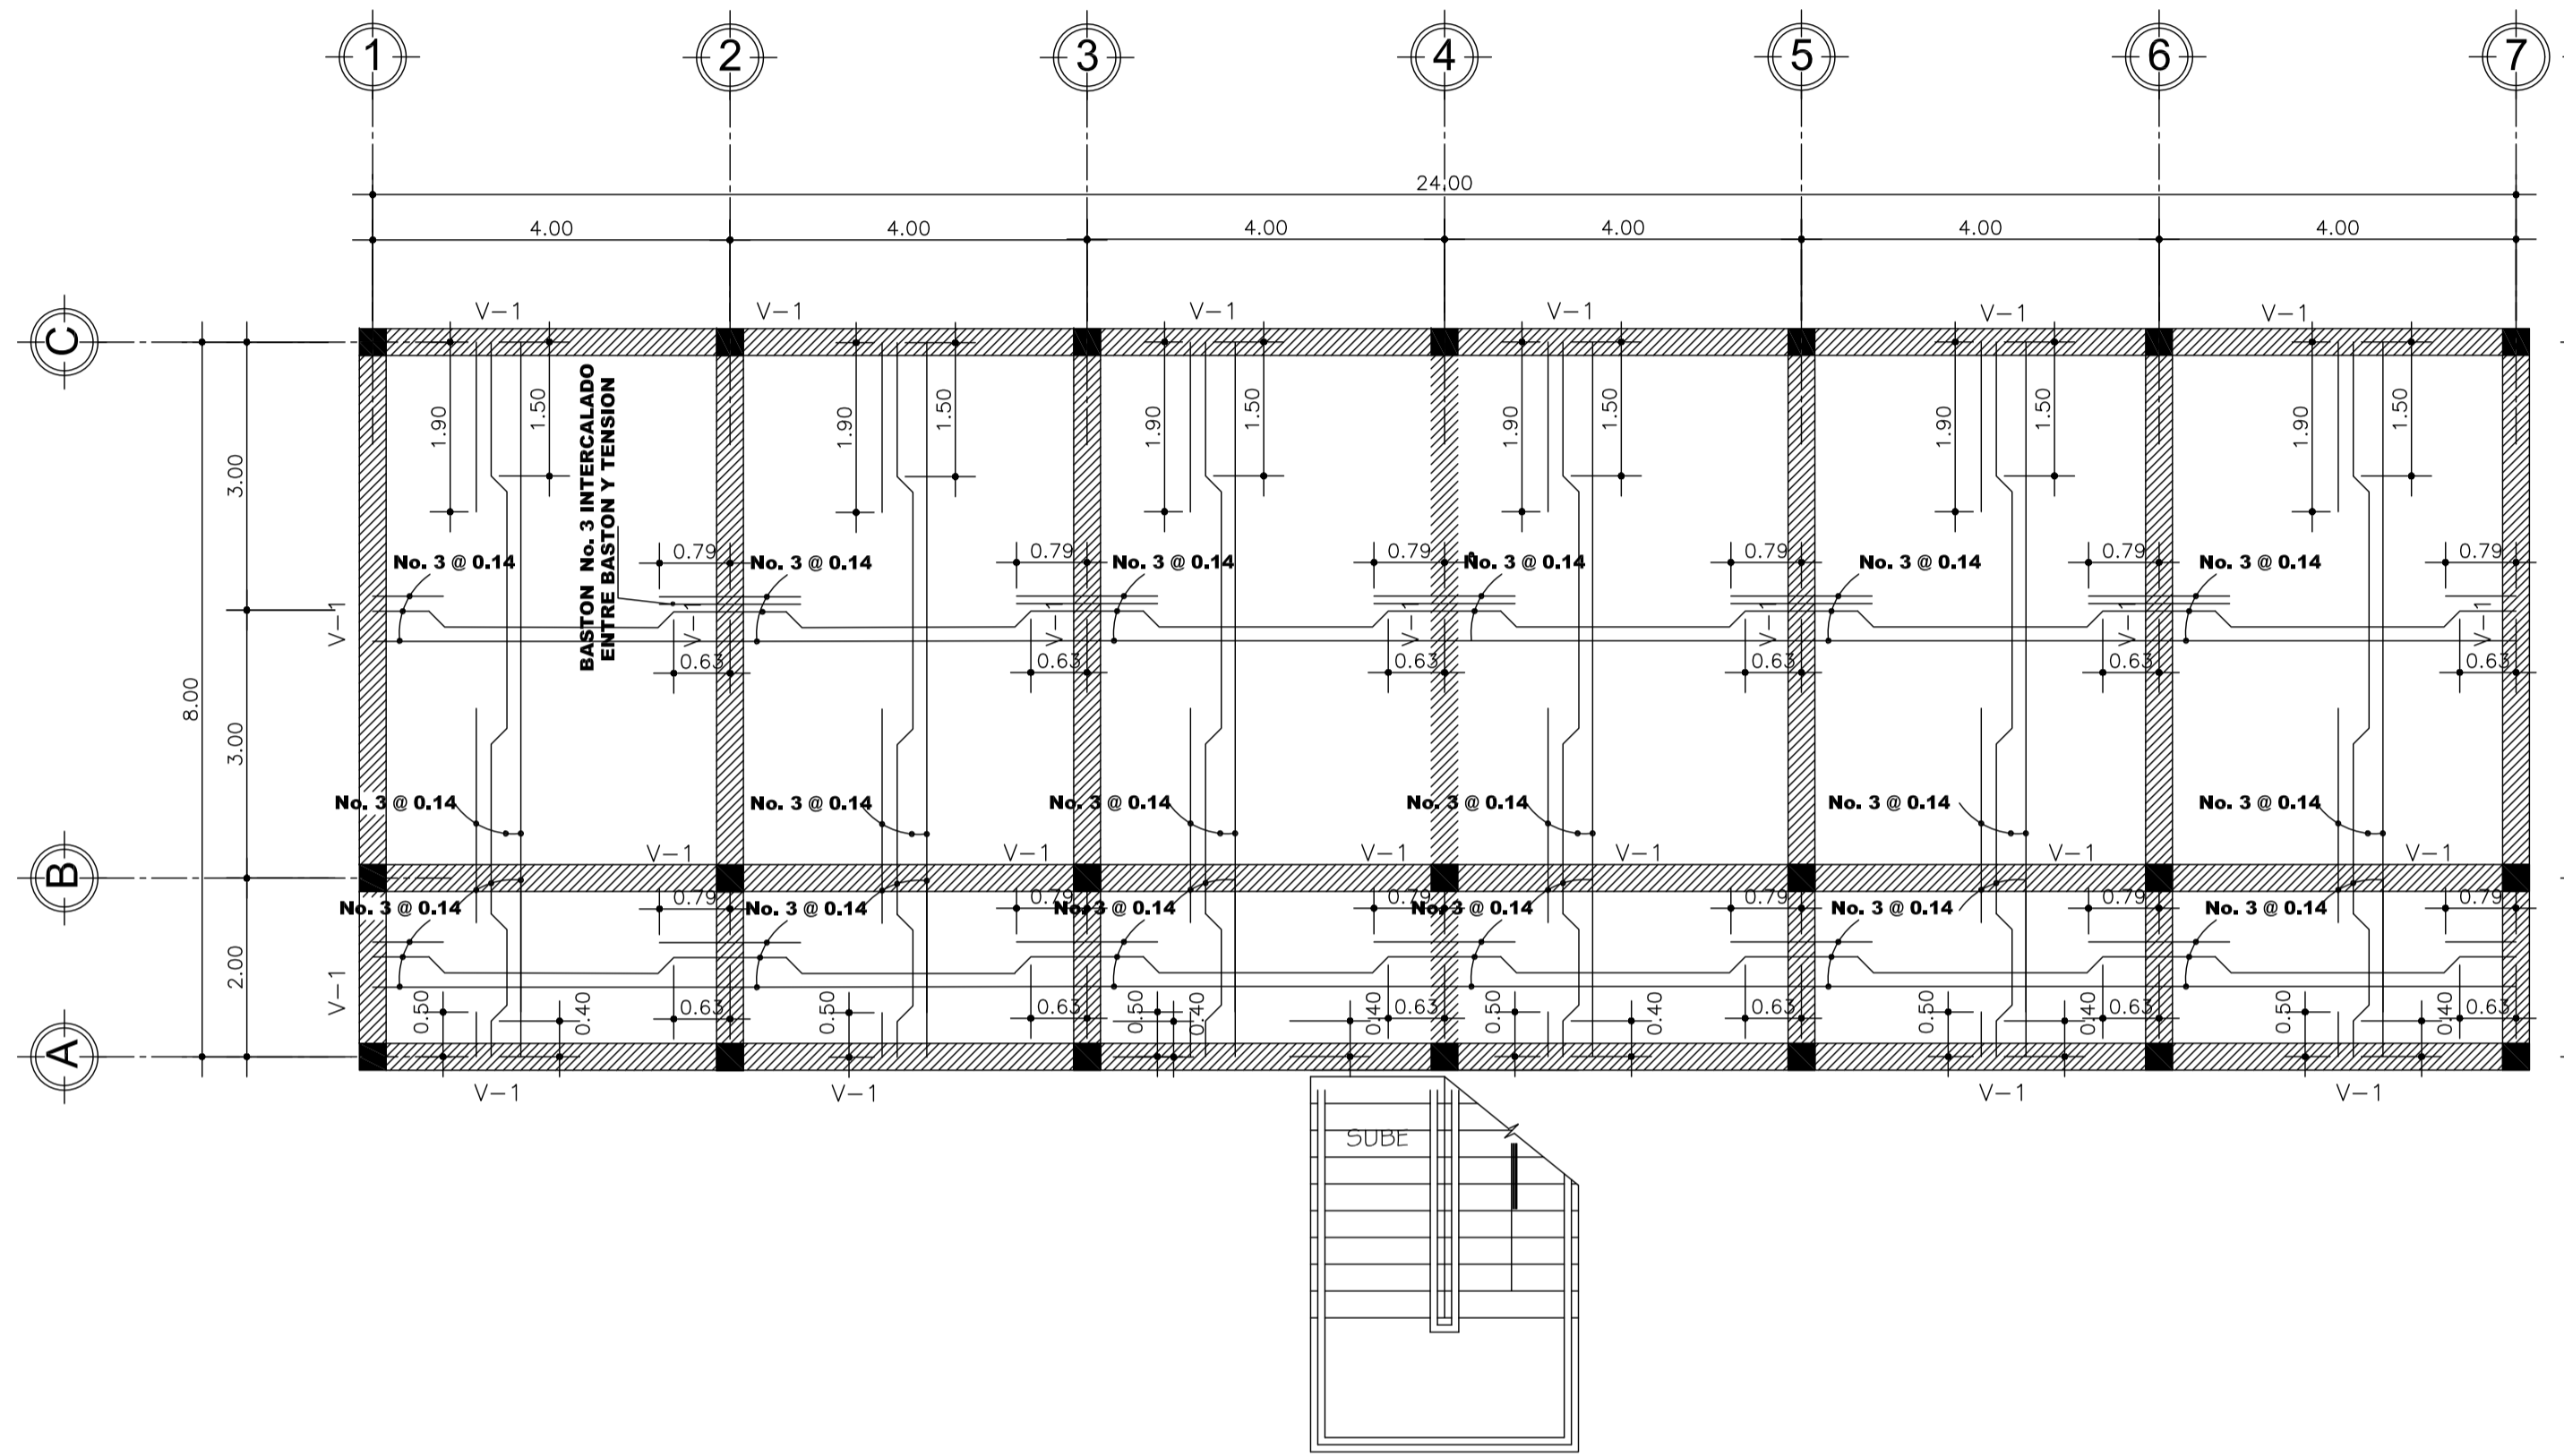 1 2 3 4 5 6 7
24.00
4.00 4.00 4.00 4.00 4.00 4.00
V-1 V-1 V-1 V-1 V-1 V-1
C
1.90 1.50 1.90 1.50 1.90 1.50 1.90 1.50 1.90 1.50 1.90 1.50
BASTON No. 3 INTERCALADO
ENTRE BASTON Y TENSION
3.00
0.79 0.79 0.79 0.79 0.79 0.79
No. 3 @ 0.14 No. 3 @ 0.14 No. 3 @ 0.14 No. 3 @ 0.14 No. 3 @ 0.14 No. 3 @ 0.14
V-1 V-1 V-1 V-1 V-1 V-1 V-1
0.63 0.63 0.63 0.63 0.63 0.63
8.00
3.00
No. 3 @ 0.14 No. 3 @ 0.14 No. 3 @ 0.14 No. 3 @ 0.14 No. 3 @ 0.14 No. 3 @ 0.14
V-1 V-1 V-1 V-1 V-1 V-1
B
0.79 0.79 0.79 0.79 0.79 0.79
No. 3 @ 0.14 No. 3 @ 0.14 No. 3 @ 0.14 No. 3 @ 0.14 No. 3 @ 0.14 No. 3 @ 0.14
2.00
V-1
0.50 0.40 0.63 0.50 0.63 0.50 0.40 0.40 0.63 0.50 0.40 0.63 0.50 0.40 0.63 0.50 0.40 0.63
A
V-1 V-1 V-1 V-1
SUBE